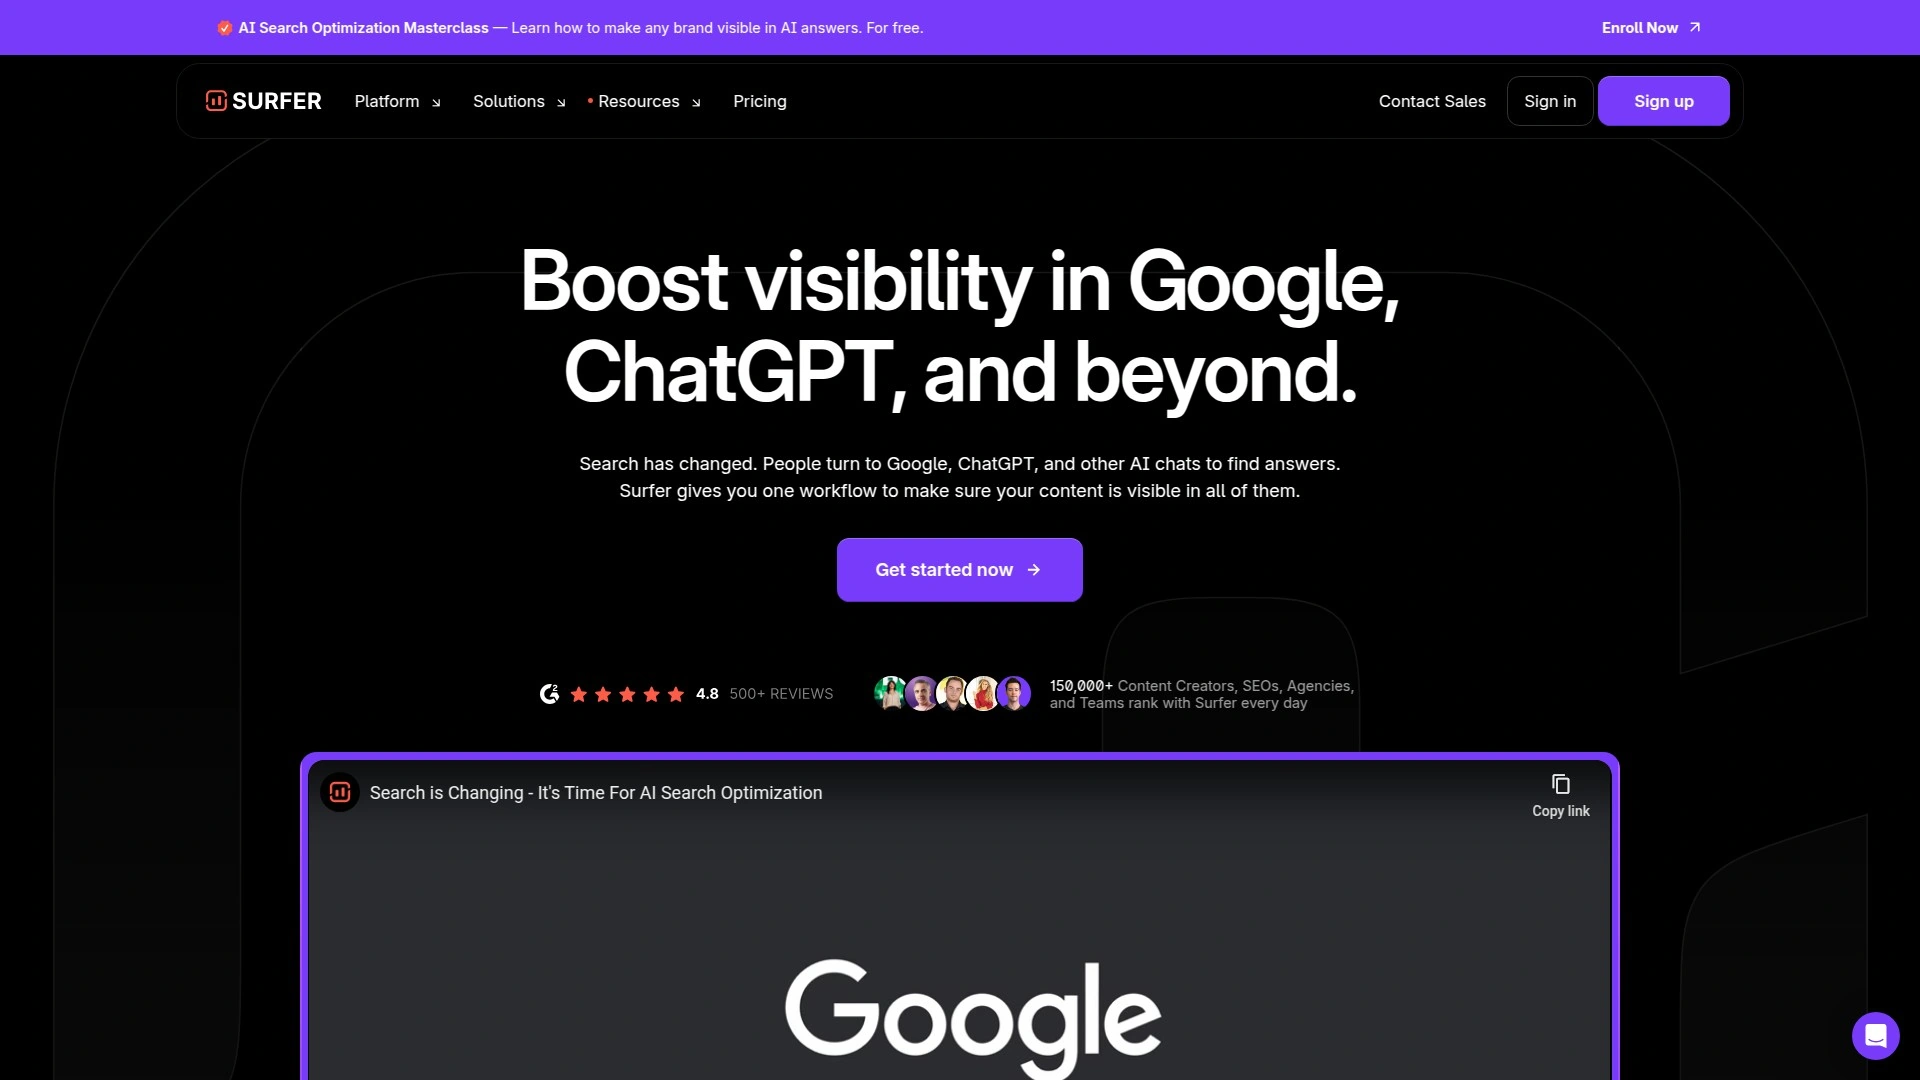 AI Search Optimization Masterclass — Learn how to make any brand visible in AI answers. For free.
Enroll Now
SURFER
Platform
Solutions
Resources
Pricing
Contact Sales
Sign in
Sign up
Boost visibility in Google,
ChatGPT, and beyond.
Search has changed. People turn to Google, ChatGPT, and other AI chats to find answers.
Surfer gives you one workflow to make sure your content is visible in all of them.
Get started now
G2
4.8 500+ REVIEWS
150,000+ Content Creators, SEOs, Agencies,
and Teams rank with Surfer every day
Search is Changing - It's Time For AI Search Optimization
Copy link
Google